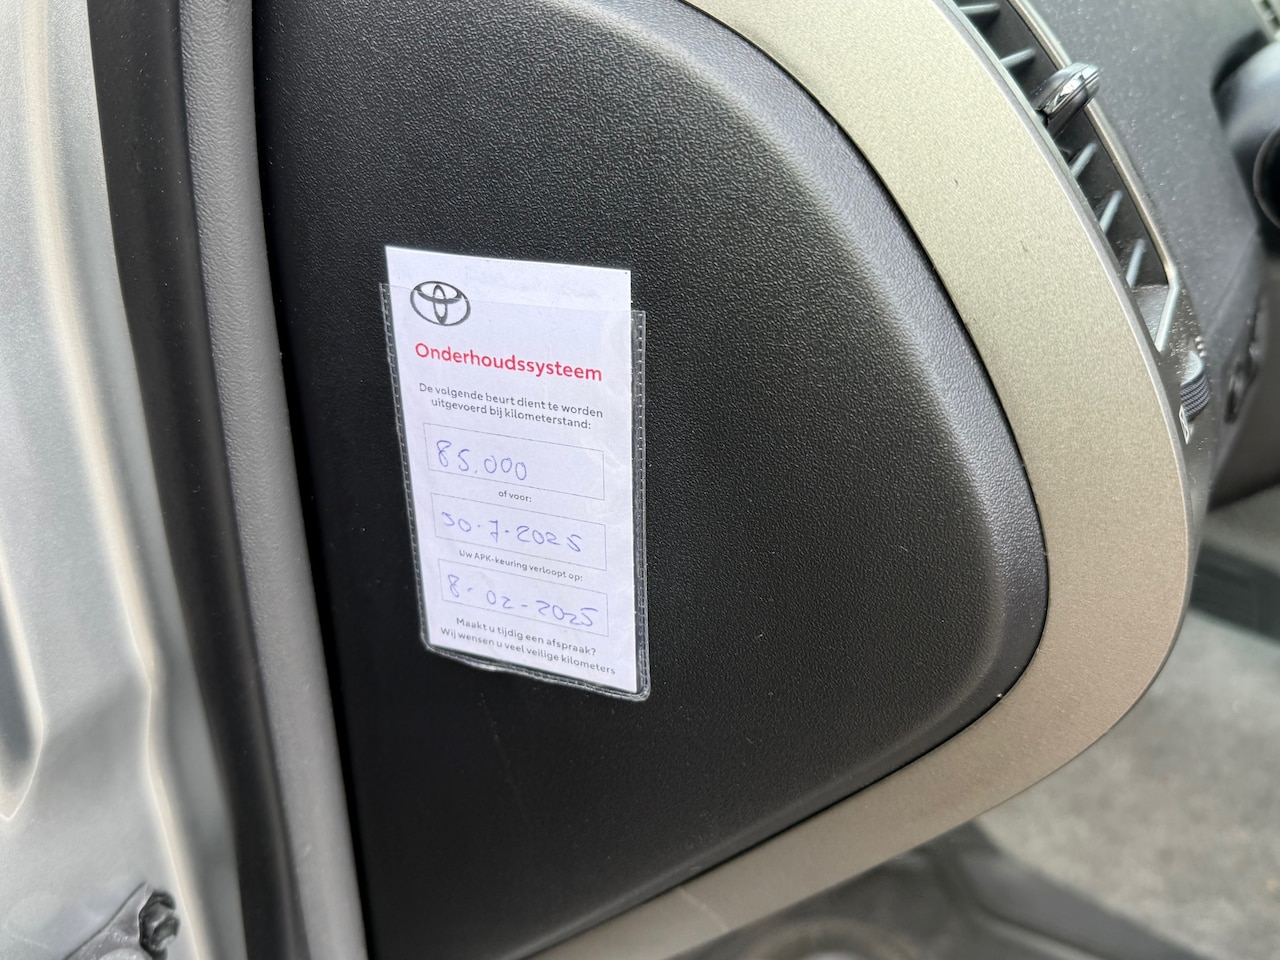 Onderhoudssysteem
De volgende beurt dient te worden
uitgevoerd bij kilometerstand:
85.000
of voor:
30-7-2025
Uw APK-keuring verloopt op:
8-02-2025
Maakt u tijdig een afspraak?
Wij wensen u veel veilige kilometers